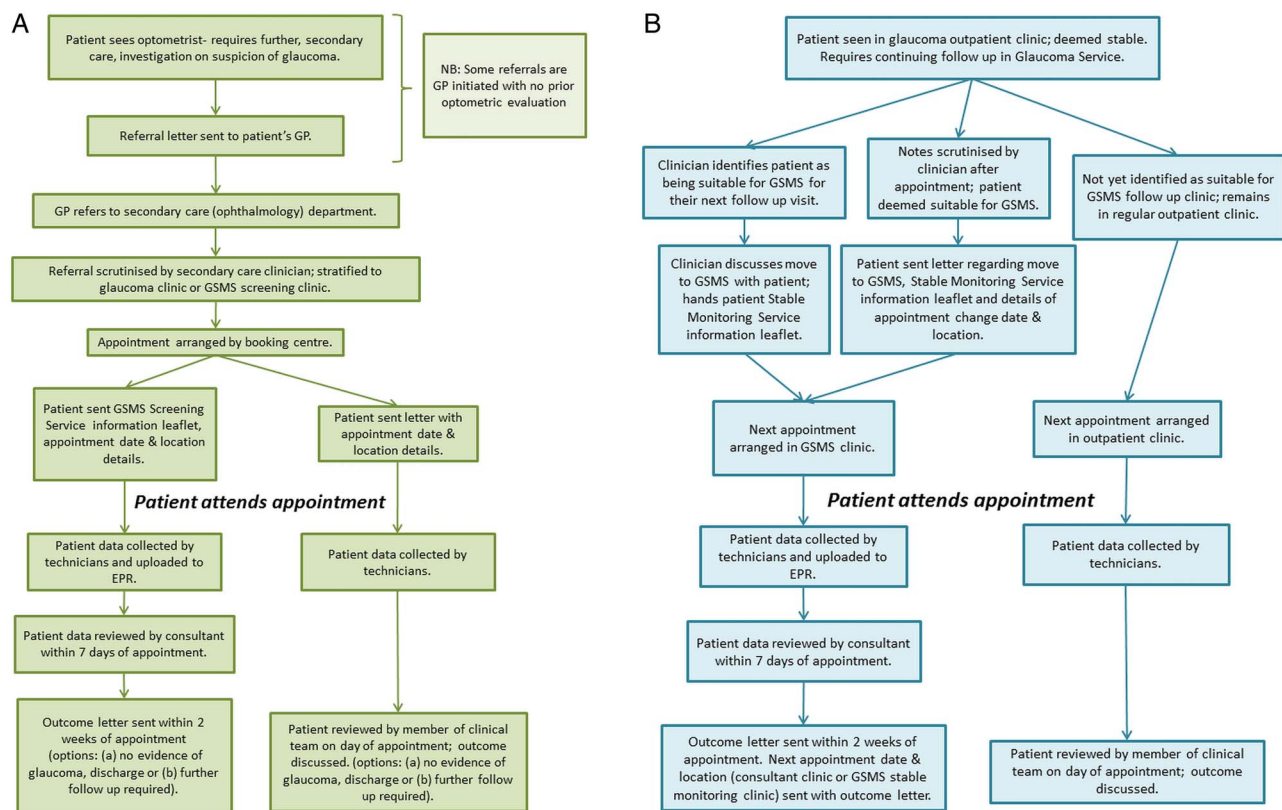 A
Patient sees optometrist- requires further, secondary
care, investigation on suspicion of glaucoma.
NB: Some referrals are
GP initiated with no prior
optometric evaluation
Referral letter sent to patient's GP.
GP refers to secondary care (ophthalmology) department.
Referral scrutinised by secondary care clinician; stratified to
glaucoma clinic or GSMS screening clinic.
Appointment arranged by booking centre.
Patient sent GSMS Screening
Service information leaflet,
appointment date & location
details.
Patient sent letter with
appointment date &
location details.
Patient attends appointment
Patient data collected by
technicians and uploaded to
EPR.
Patient data collected by
technicians.
Patient data reviewed by consultant
within 7 days of appointment.
Outcome letter sent within 2
weeks of appointment
(options: (a) no evidence of
glaucoma, discharge or (b) further
follow up required).
Patient reviewed by member of clinical
team on day of appointment; outcome
discussed. (options: (a) no evidence of
glaucoma, discharge or (b) further follow
up required).
B
Patient seen in glaucoma outpatient clinic; deemed stable.
Requires continuing follow up in Glaucoma Service.
Clinician identifies patient as
being suitable for GSMS for
their next follow up visit.
Notes scrutinised by
clinician after
appointment; patient
deemed suitable for GSMS.
Not yet identified as suitable for
GSMS follow up clinic; remains
in regular outpatient clinic.
Clinician discusses move
to GSMS with patient;
hands patient Stable
Monitoring Service
information leaflet.
Patient sent letter regarding move
to GSMS, Stable Monitoring Service
information leaflet and details of
appointment change date &
location.
Next appointment
arranged in GSMS clinic.
Next appointment arranged
in outpatient clinic.
Patient attends appointment
Patient data collected by
technicians and uploaded to
EPR.
Patient data collected by
technicians.
Patient data reviewed by consultant
within 7 days of appointment.
Outcome letter sent within 2 weeks of
appointment. Next appointment date &
location (consultant clinic or GSMS stable
monitoring clinic) sent with outcome letter.
Patient reviewed by member of clinical
team on day of appointment; outcome
discussed.